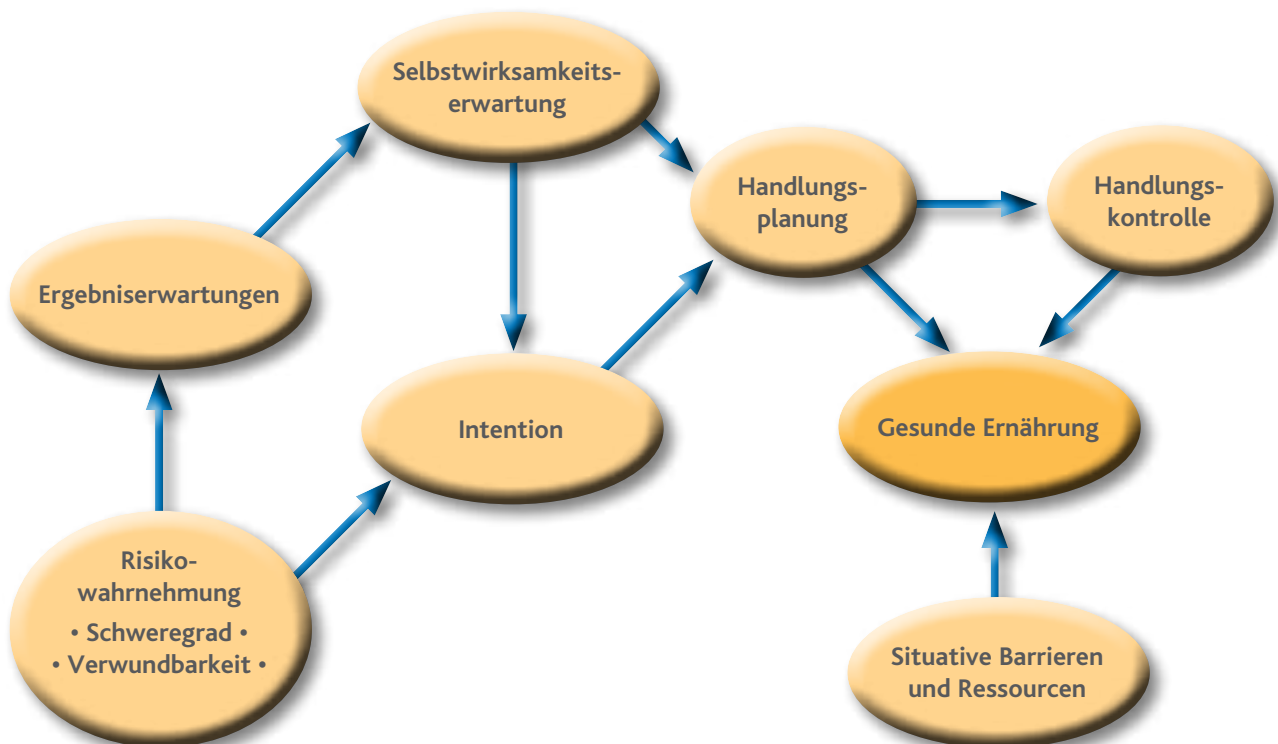 Selbstwirksamkeits-
erwartung
Handlungs-
planung
Handlungs-
kontrolle
Ergebniserwartungen
Intention
Gesunde Ernährung
Risiko-
wahrnehmung
• Schweregrad •
• Verwundbarkeit •
Situative Barrieren
und Ressourcen